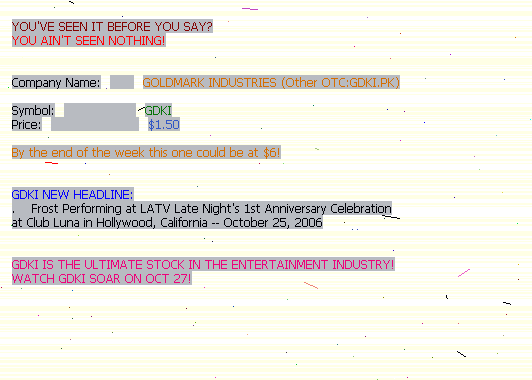 YOU'VE SEEN IT BEFORE YOU SAY?
YOU AIN'T SEEN NOTHING!
Company Name: GOLDMARK INDUSTRIES (Other OTC:GDKI.PK)
Symbol: GDKI
Price: $1.50
By the end of the week this one could be at $6!
GDKI NEW HEADLINE:
. Frost Performing at LATV Late Night's 1st Anniversary Celebration
at Club Luna in Hollywood, California -- October 25, 2006
GDKI IS THE ULTIMATE STOCK IN THE ENTERTAINMENT INDUSTRY!
WATCH GDKI SOAR ON OCT 27!